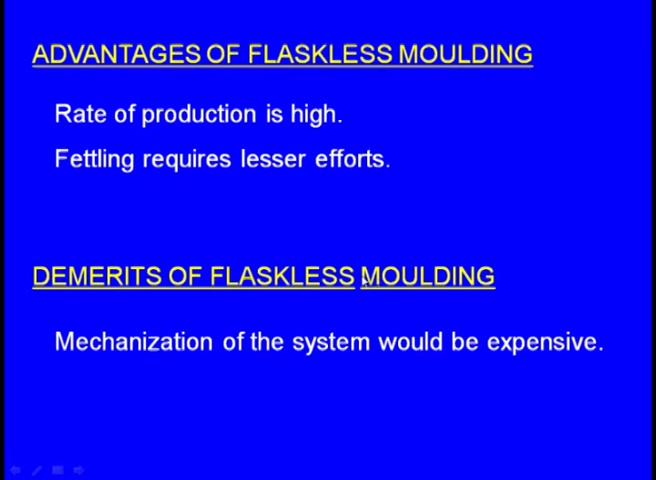 ADVANTAGES OF FLASKLESS MOULDING
Rate of production is high.
Fettling requires lesser efforts.
DEMERITS OF FLASKLESS MOULDING
Mechanization of the system would be expensive.